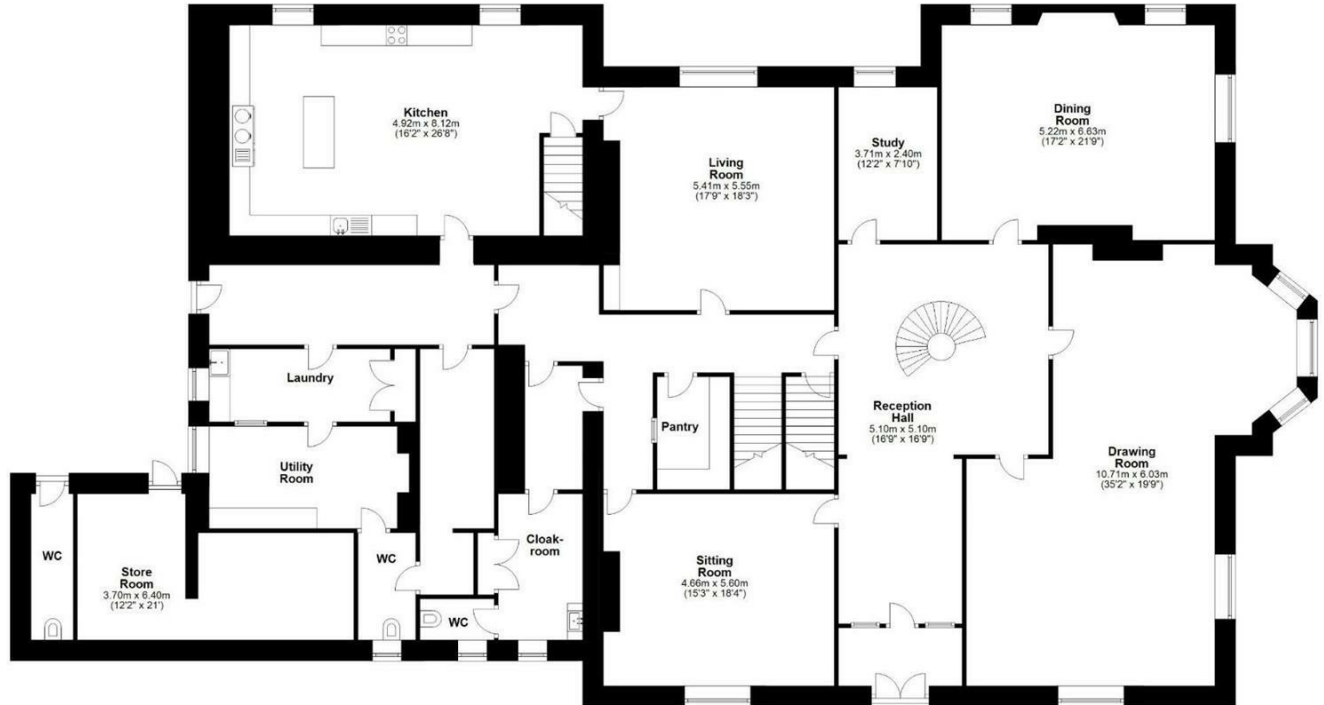 Kitchen
4.92m x 8.12m
(16'2" x 26'8")
Living
Room
5.41m x 5.55m
(17'9" x 18'3")
Study
3.71m x 2.40m
(12'2" x 7'10")
Dining
Room
5.22m x 6.63m
(17'2" x 21'9")
Laundry
Utility
Room
Pantry
Reception
Hall
5.10m x 5.10m
(16'9" x 16'9")
Drawing
Room
10.71m x 6.03m
(35'2" x 19'9")
WC
Store
Room
3.70m x 6.40m
(12'2" x 21')
WC
Cloak-
room
WC
Sitting
Room
4.66m x 5.60m
(15'3" x 18'4")